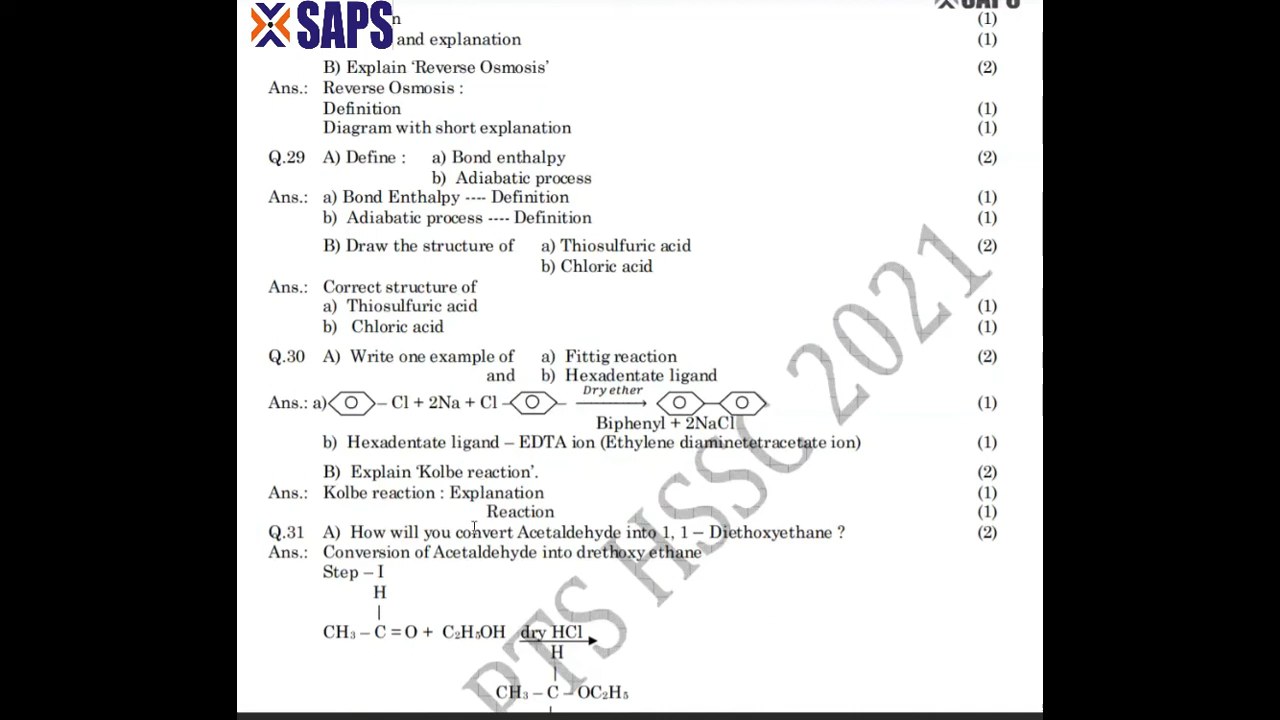 SAPS
SAPS
n (1)
and explanation (1)
B) Explain ‘Reverse Osmosis’ (2)
Ans.: Reverse Osmosis :
Definition (1)
Diagram with short explanation (1)
Q.29 A) Define : a) Bond enthalpy (2)
b) Adiabatic process
Ans.: a) Bond Enthalpy ---- Definition (1)
b) Adiabatic process ---- Definition (1)
B) Draw the structure of a) Thiosulfuric acid (2)
b) Chloric acid
Ans.: Correct structure of
a) Thiosulfuric acid (1)
b) Chloric acid (1)
Q.30 A) Write one example of a) Fittig reaction (2)
and b) Hexadentate ligand
Dry ether
Ans.: a) – Cl + 2Na + Cl – (1)
Biphenyl + 2NaCl
b) Hexadentate ligand – EDTA ion (Ethylene diaminetetracetate ion) (1)
B) Explain ‘Kolbe reaction’. (2)
Ans.: Kolbe reaction : Explanation (1)
Reaction (1)
Q.31 A) How will you convert Acetaldehyde into 1, 1 – Diethoxyethane ? (2)
Ans.: Conversion of Acetaldehyde into drethoxy ethane
Step – I
H
|
CH₃ – C = O + C₂H₅OH dry HCl
H
|
CH₃ – C – OC₂H₅
PTS HSSC 2021